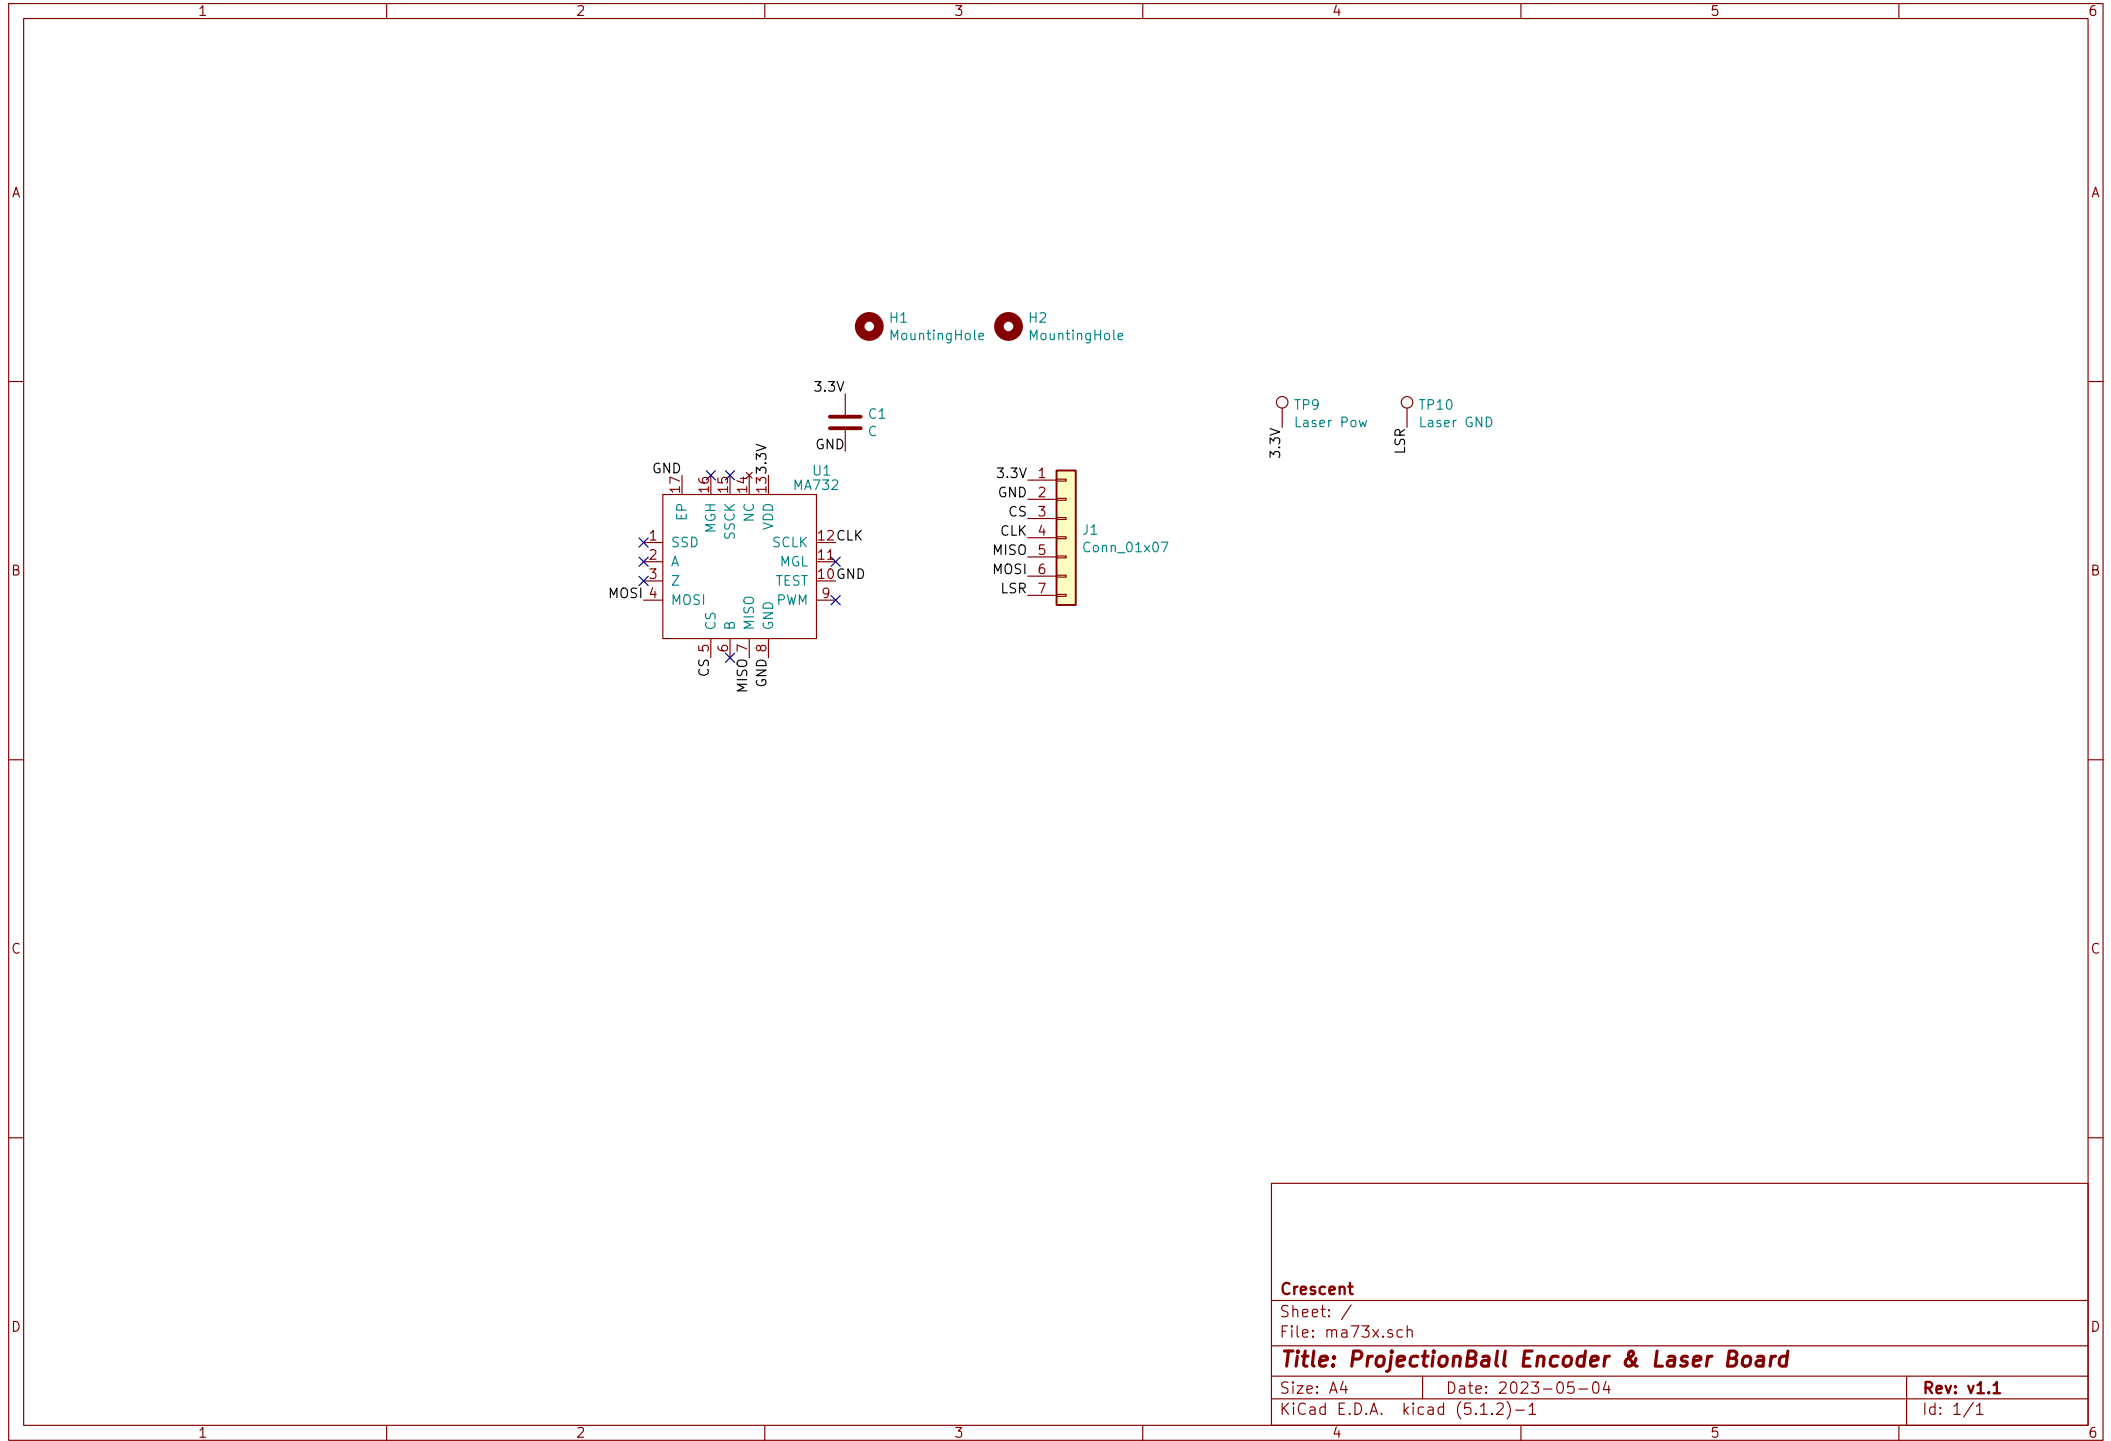 1 2 3 4 5 6
A A
H1
MountingHole
H2
MountingHole
3.3V
C1
C
GND
TP9
Laser Pow
3.3V
TP10
Laser GND
LSR
U1
MA732
GND 17 EP
16 MGH
15 SSCK
14 NC
3.3V 13 VDD
1 SSD
2 A
3 Z
MOSI 4 MOSI
SCLK 12 CLK
MGL 11
TEST 10 GND
PWM 9
CS 5 CS
B 6
MISO 7 MISO
GND 8 GND
3.3V 1
GND 2
CS 3
CLK 4
MISO 5
MOSI 6
LSR 7
J1
Conn_01x07
B B
C C
D D
Crescent
Sheet: /
File: ma73x.sch
Title: ProjectionBall Encoder & Laser Board
Size: A4 Date: 2023-05-04 Rev: v1.1
KiCad E.D.A. kicad (5.1.2)-1 Id: 1/1
1 2 3 4 5 6